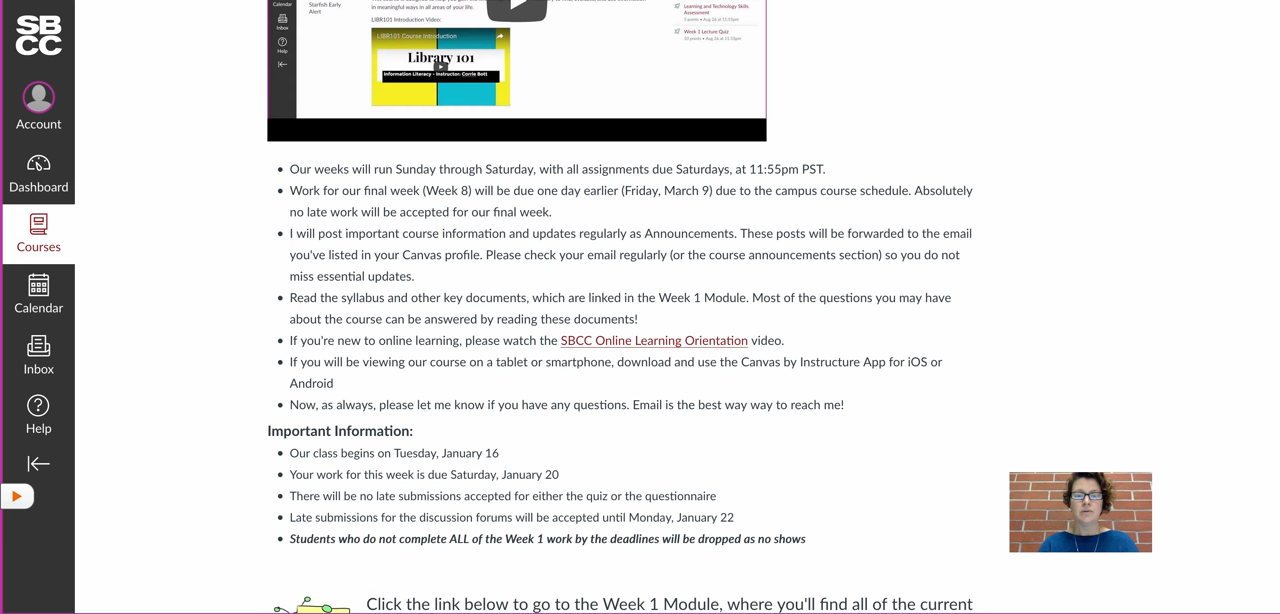 SB
CC
Account
Dashboard
Courses
Calendar
Inbox
Help
Calendar
Inbox
Help
Starfish Early
Alert
in meaningful ways in all areas of your life.
LIBR101 Introduction Video:
LIBR101 Course Introduction
Library 101
Information Literacy - Instructor: Corrie Bott
Learning and Technology Skills
Assessment
5 points • Aug 26 at 11:55pm
Week 1 Lecture Quiz
10 points • Aug 26 at 11:55pm
Our weeks will run Sunday through Saturday, with all assignments due Saturdays, at 11:55pm PST.
Work for our final week (Week 8) will be due one day earlier (Friday, March 9) due to the campus course schedule. Absolutely
no late work will be accepted for our final week.
I will post important course information and updates regularly as Announcements. These posts will be forwarded to the email
you've listed in your Canvas profile. Please check your email regularly (or the course announcements section) so you do not
miss essential updates.
Read the syllabus and other key documents, which are linked in the Week 1 Module. Most of the questions you may have
about the course can be answered by reading these documents!
If you're new to online learning, please watch the SBCC Online Learning Orientation video.
If you will be viewing our course on a tablet or smartphone, download and use the Canvas by Instructure App for iOS or
Android
Now, as always, please let me know if you have any questions. Email is the best way way to reach me!
Important Information:
Our class begins on Tuesday, January 16
Your work for this week is due Saturday, January 20
There will be no late submissions accepted for either the quiz or the questionnaire
Late submissions for the discussion forums will be accepted until Monday, January 22
Students who do not complete ALL of the Week 1 work by the deadlines will be dropped as no shows
Click the link below to go to the Week 1 Module, where you'll find all of the current